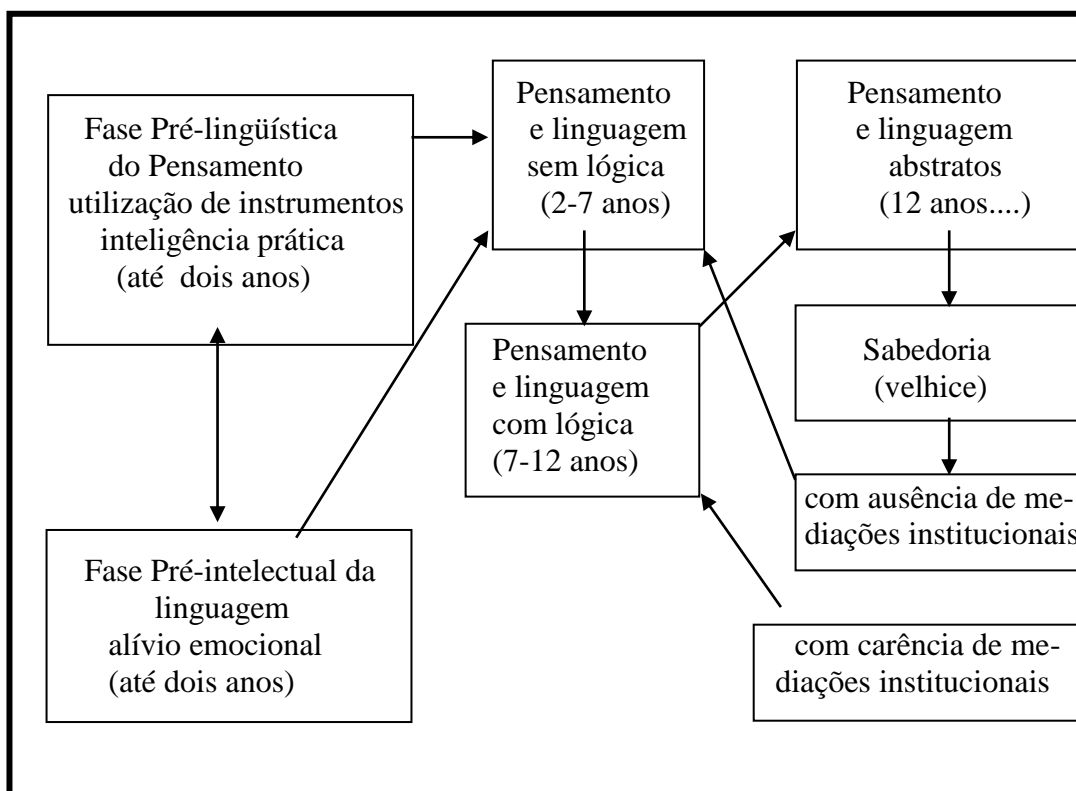 Fase Pré-lingüística
do Pensamento
utilização de instrumentos
inteligência prática
(até dois anos)
Fase Pré-intelectual da
linguagem
alívio emocional
(até dois anos)
Pensamento
e linguagem
sem lógica
(2-7 anos)
Pensamento
e linguagem
com lógica
(7-12 anos)
Pensamento
e linguagem
abstratos
(12 anos....)
Sabedoria
(velhice)
com ausência de me-
diações institucionais
com carência de me-
diações institucionais